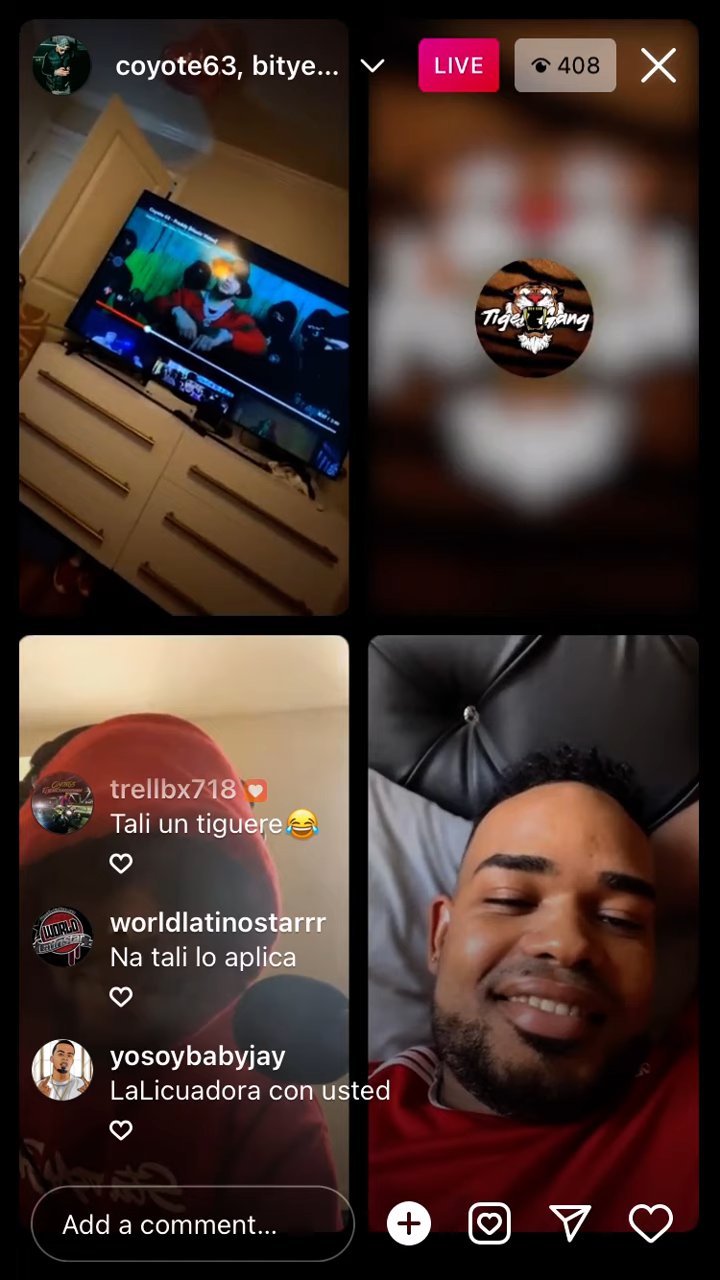 coyote63, bitye...
LIVE
408
Tiger Gang
trellbx718
Tali un tiguere😂
worldlatinostarrr
Na tali lo aplica
yosoybabyjay
LaLicuadora con usted
Add a comment...